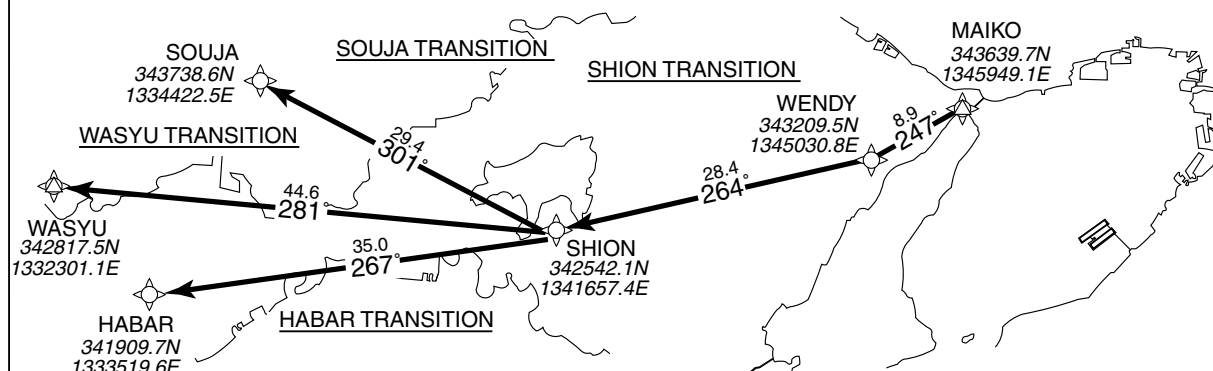 SOUJA
343738.6N
1334422.5E
SOUJA TRANSITION
SHION TRANSITION
MAIKO
343639.7N
1345949.1E
WENDY
343209.5N
1345030.8E
8.9
247°
WASYU TRANSITION
29.4
301°
28.4
264°
44.6
281°
WASYU
342817.5N
1332301.1E
35.0
267°
SHION
342542.1N
1341657.4E
HABAR
341909.7N
1333519.6E
HABAR TRANSITION